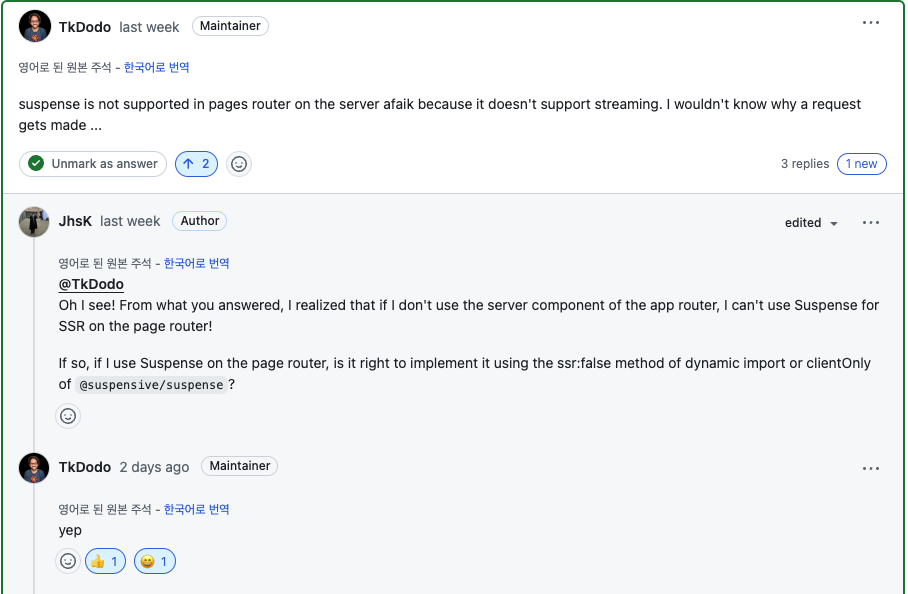 TkDodo last week Maintainer
영어로 된 원본 주석 - 한국어로 번역
suspense is not supported in pages router on the server afaik because it doesn't support streaming. I wouldn't know why a request
gets made ...
Unmark as answer 2 3 replies 1 new
JhsK last week Author edited
영어로 된 원본 주석 - 한국어로 번역
@TkDodo
Oh I see! From what you answered, I realized that if I don't use the server component of the app router, I can't use Suspense for
SSR on the page router!
If so, if I use Suspense on the page router, is it right to implement it using the ssr:false method of dynamic import or clientOnly
of @suspensive/suspense ?
TkDodo 2 days ago Maintainer
영어로 된 원본 주석 - 한국어로 번역
yep
👍 1 😄 1